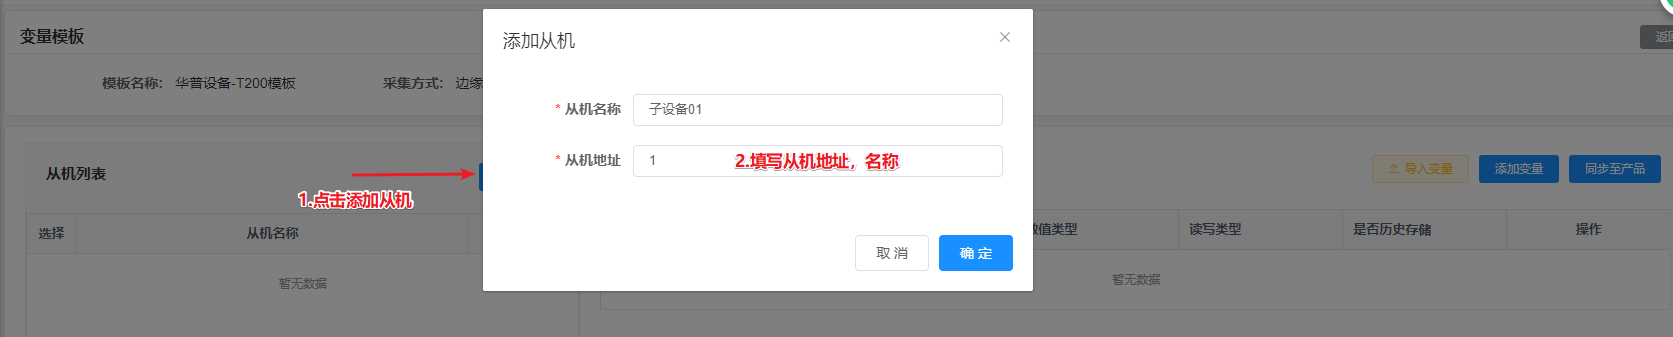 添加从机
变量模板
模板名称： 华普设备-T200模板 采集方式： 边缘
* 从机名称 子设备01
* 从机地址 1 2.填写从机地址，名称
从机列表 导入变量 添加变量 同步至产品
1.点击添加从机
选择 从机名称 值类型 读写类型 是否历史存储 操作
取 消 确 定
暂无数据 暂无数据